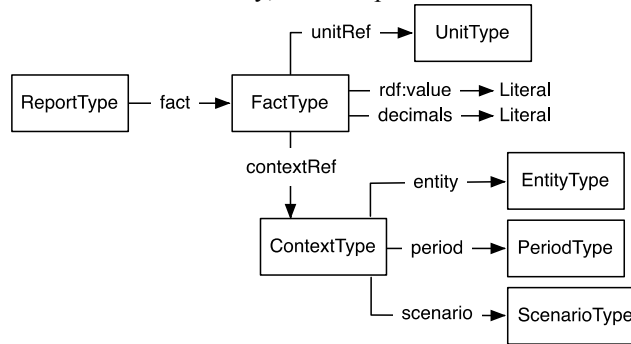 unitRef UnitType
ReportType fact FactType rdf:value Literal
decimals Literal
contextRef
entity EntityType
ContextType period PeriodType
scenario ScenarioType